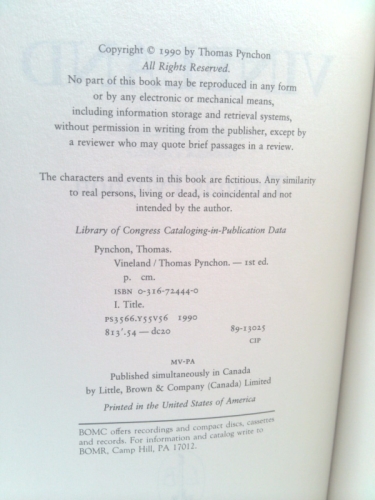 Copyright © 1990 by Thomas Pynchon
All Rights Reserved.
No part of this book may be reproduced in any form
or by any electronic or mechanical means,
including information storage and retrieval systems,
without permission in writing from the publisher, except by
a reviewer who may quote brief passages in a review.
The characters and events in this book are fictitious. Any similarity
to real persons, living or dead, is coincidental and not
intended by the author.
Library of Congress Cataloging-in-Publication Data
Pynchon, Thomas.
Vineland / Thomas Pynchon. — 1st ed.
p. cm.
ISBN 0-316-72444-0
I. Title.
PS3566.Y55V56 1990
813'.54—dc20 89-13025
CIP
MV-PA
Published simultaneously in Canada
by Little, Brown & Company (Canada) Limited
Printed in the United States of America
BOMC offers recordings and compact discs, cassettes
and records. For information and catalog write to
BOMR, Camp Hill, PA 17012.